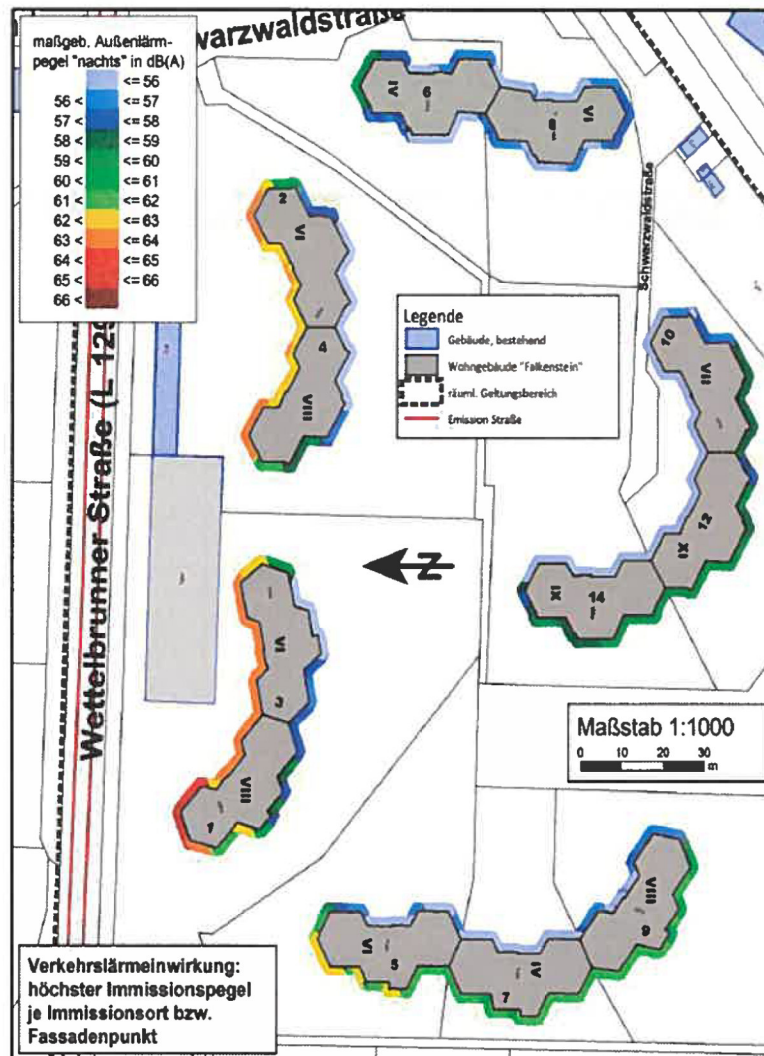 maßgeb. Außenlärm-
pegel "nachts" in dB(A)
<= 56
56 < <= 57
57 < <= 58
58 < <= 59
59 < <= 60
60 < <= 61
61 < <= 62
62 < <= 63
63 < <= 64
64 < <= 65
65 < <= 66
66 <
warzwaldstraße
IV
6
8
VI
2
VI
4
VIII
Schwarzwaldstraße
Legende
Gebäude, bestehend
Wohngebäude "Falkenstein"
räuml. Geltungsbereich
Emission Straße
10
VII
12
IX
14
XI
Wettelbrunner Straße (L 12
N
VI
3
VIII
1
Maßstab 1:1000
0 10 20 30
m
VI
5
7
VI
9
VIII
Verkehrslärmeinwirkung:
höchster Immissionspegel
je Immissionsort bzw.
Fassadenpunkt